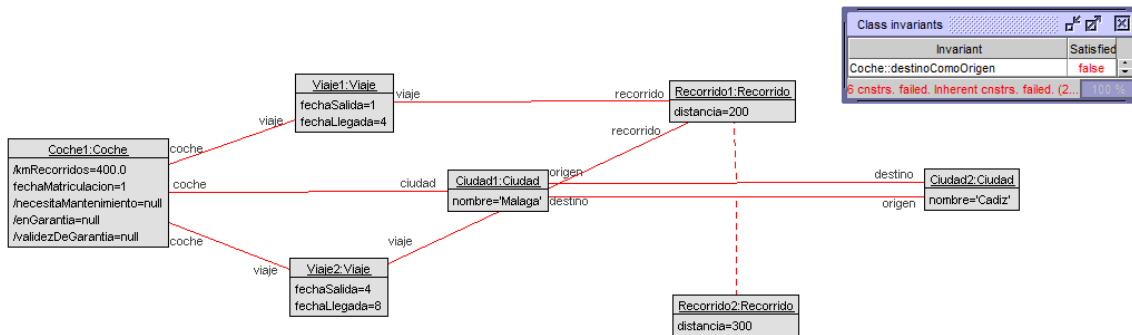 Class invariants
Invariant Satisfied
Coche::destinoComoOrigen false
6 cnstrs. failed. Inherent cnstrs. failed. (2... 100 %
Viaje1:Viaje
fechaSalida=1
fechaLlegada=4
viaje recorrido
Recorrido1:Recorrido
distancia=200
recorrido
viaje
coche
Coche1:Coche
/kmRecorridos=400.0
fechaMatriculacion=1
/necesitaMantenimiento=null
/enGarantia=null
/validezDeGarantia=null
coche ciudad
Ciudad1:Ciudad
nombre='Malaga'
origen destino
destino origen
Ciudad2:Ciudad
nombre='Cadiz'
coche viaje
viaje
Viaje2:Viaje
fechaSalida=4
fechaLlegada=8
Recorrido2:Recorrido
distancia=300